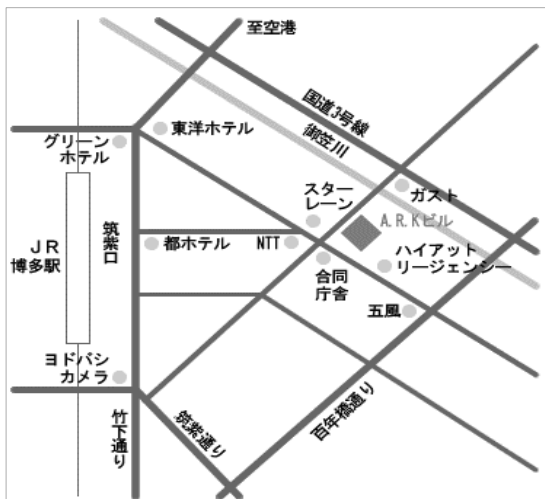 至空港
国道3号線
御笠川
東洋ホテル
グリーン
ホテル
スター
レーン
ガスト
A.R.Kビル
筑紫口
都ホテル
NTT
ハイアット
リージェンシー
JR
博多駅
合同
庁舎
五風
ヨドバシ
カメラ
竹下通り
筑紫通り
百年橋通り